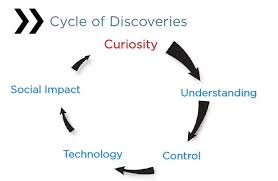 Cycle of Discoveries
Curiosity
Understanding
Control
Technology
Social Impact